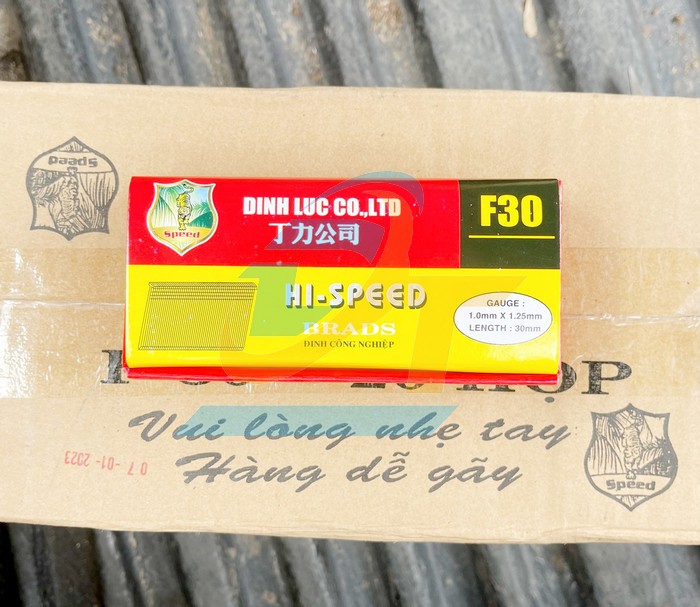 Speed
DINH LUC CO.,LTD
丁力公司
F30
Speed
HI-SPEED
BRADS
ĐINH CÔNG NGHIỆP
GAUGE :
1.0mm X 1.25mm
LENGTH : 30mm
HỘP
Vui lòng nhẹ tay
Hàng dễ gãy
07-01-2023
Speed